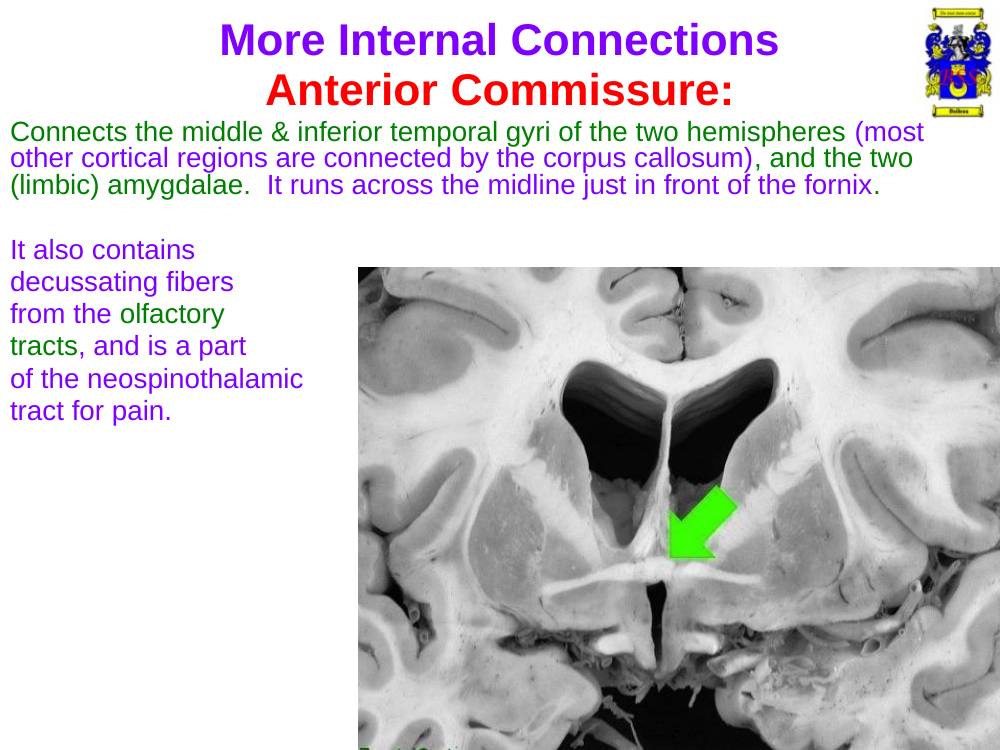 More Internal Connections
Anterior Commissure:
Connects the middle & inferior temporal gyri of the two hemispheres (most
other cortical regions are connected by the corpus callosum), and the two
(limbic) amygdalae.  It runs across the midline just in front of the fornix.
It also contains
decussating fibers
from the olfactory
tracts, and is a part
of the neospinothalamic
tract for pain.